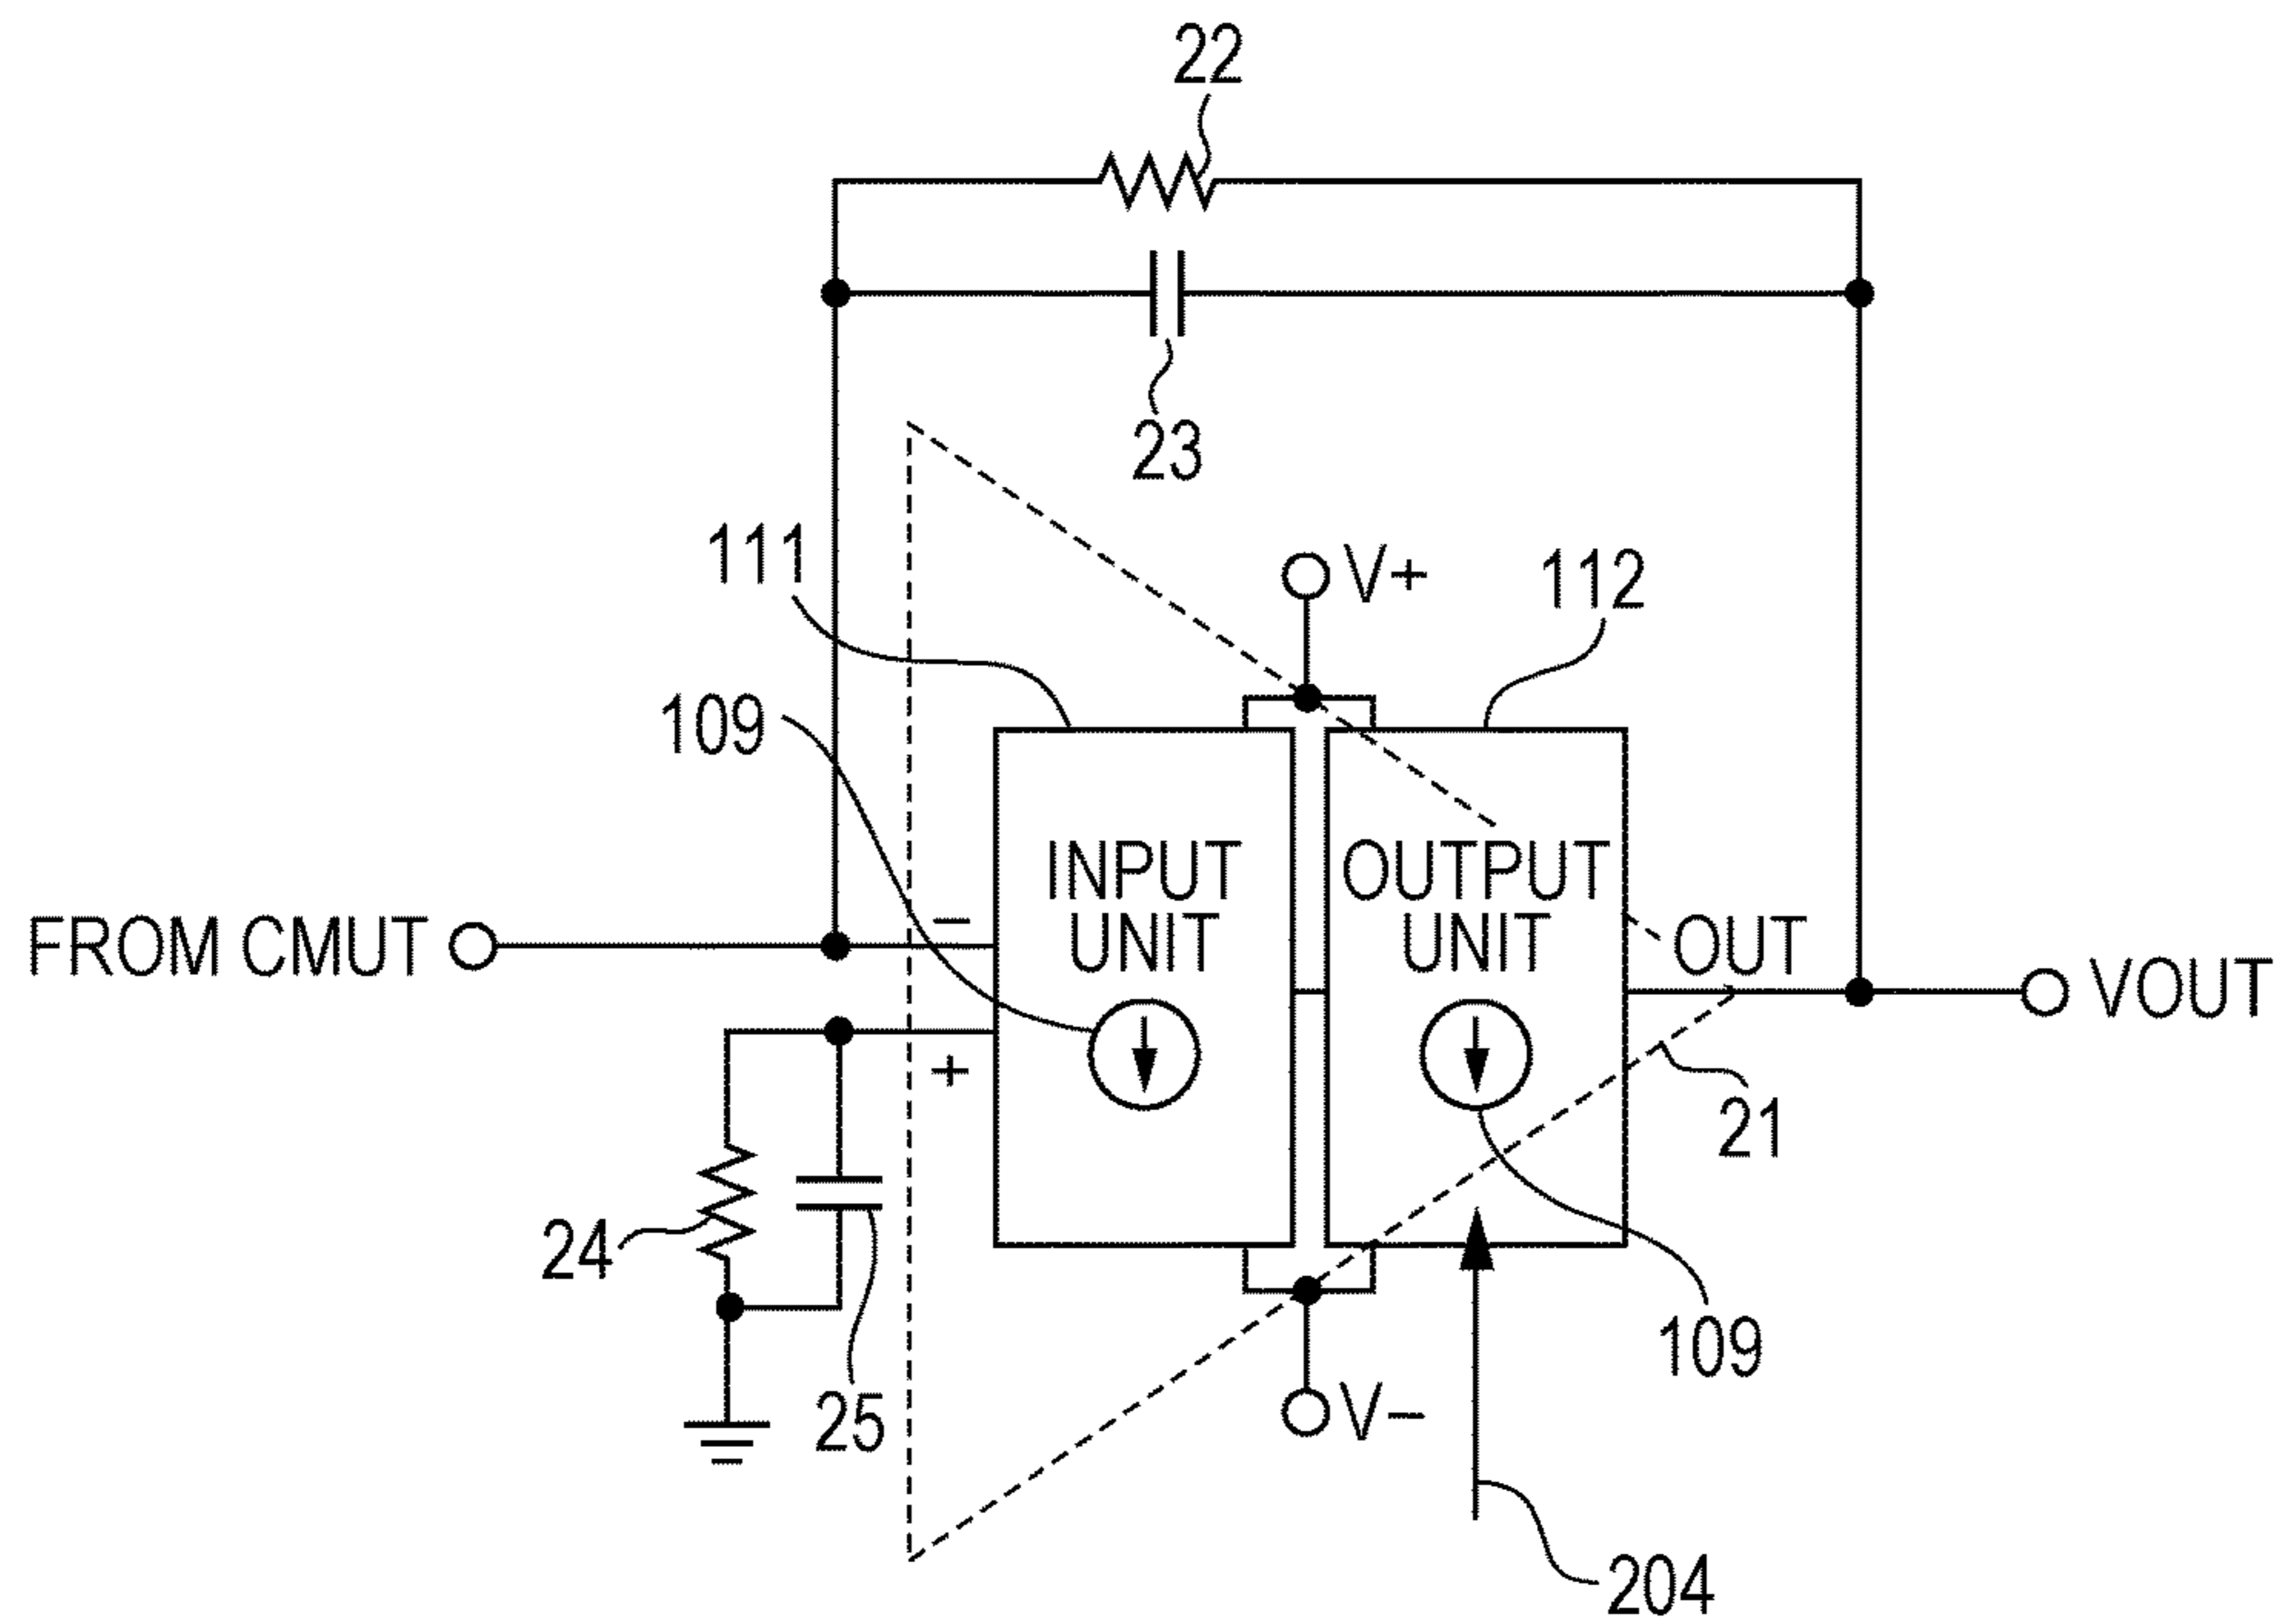 22
23
111
V+
112
109
INPUT
UNIT
OUTPUT
UNIT
FROM CMUT
−
OUT
VOUT
+
21
24
25
109
V−
204